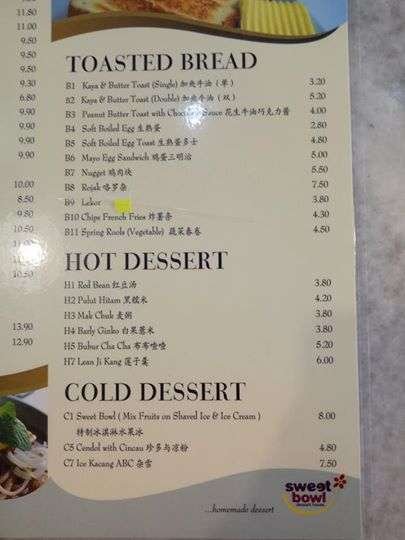 11.80
11.00
9.50
9.50
9.30
6.80
9.90
9.90
9.90
10.00
8.50
9.80
10.50
11.00
10.50
13.90
12.90
TOASTED BREAD
B1 Kaya & Butter Toast (Single) 加央牛油 (单) 3.20
B2 Kaya & Butter Toast (Double) 加央牛油 (双) 5.20
B3 Peanut Butter Toast with Chocolate Sauce 花生牛油巧克力酱 4.00
B4 Soft Boiled Egg 生熟蛋 2.80
B5 Soft Boiled Egg Toast 生熟蛋多士 4.80
B6 Mayo Egg Sandwich 鸡蛋三明治 5.00
B7 Nugget 鸡肉块 5.50
B8 Rojak 啥罗杂 7.50
B9 Lekor 3.80
B10 Chips French Fries 炸薯条 4.30
B11 Spring Rools (Vegetable) 蔬菜春卷 4.50
HOT DESSERT
H1 Red Bean 红豆汤 3.80
H2 Pulut Hitam 黑糯米 4.20
H3 Mak Chuk 麦粥 3.80
H4 Barly Ginko 白果薏米 3.80
H5 Bubur Cha Cha 布布喳喳 5.20
H7 Lean Ji Kang 莲子羹 6.00
COLD DESSERT
C1 Sweet Bowl ( Mix Fruits on Shaved Ice & Ice Cream ) 8.00
特制冰淇淋水果冰
C5 Cendol with Cincau 珍多与凉粉 4.80
C7 Ice Kacang ABC 杂雪 7.50
sweet
bowl
dessert house
...homemade dessert